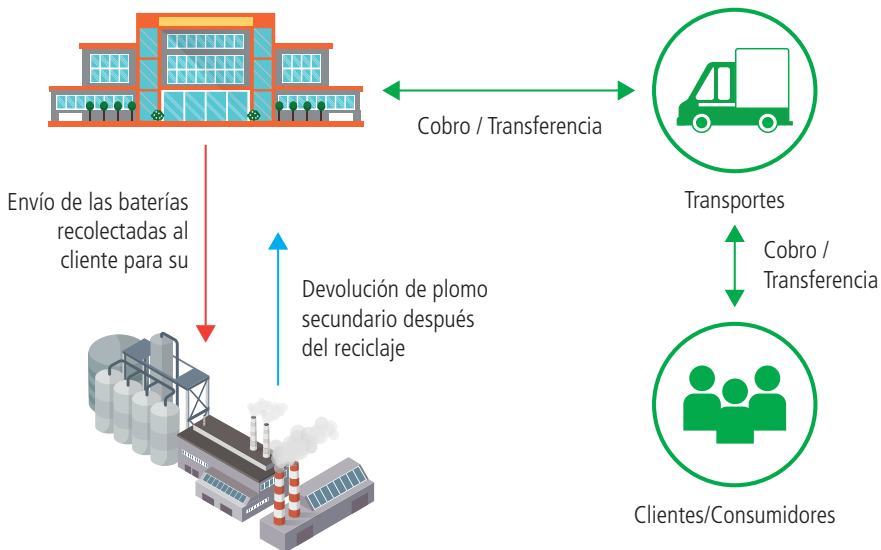 Cobro / Transferencia
Transportes
Envío de las baterías
recolectadas al
cliente para su
Cobro /
Transferencia
Devolución de plomo
secundario después
del reciclaje
Clientes/Consumidores